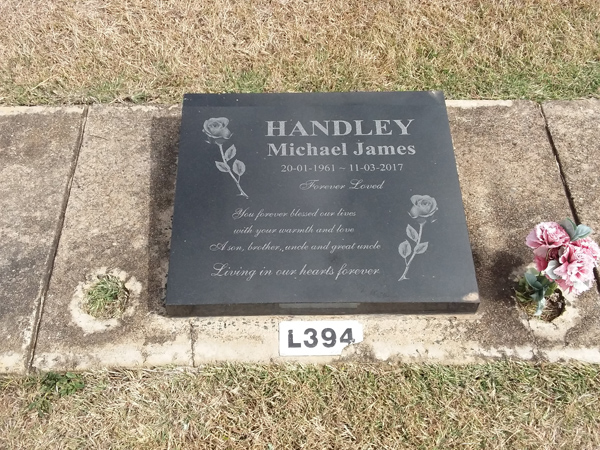 HANDLEY
Michael James
20-01-1961 ~ 11-03-2017
Forever Loved
You forever blessed our lives
with your warmth and love
A son, brother, uncle and great uncle
Living in our hearts forever
L394